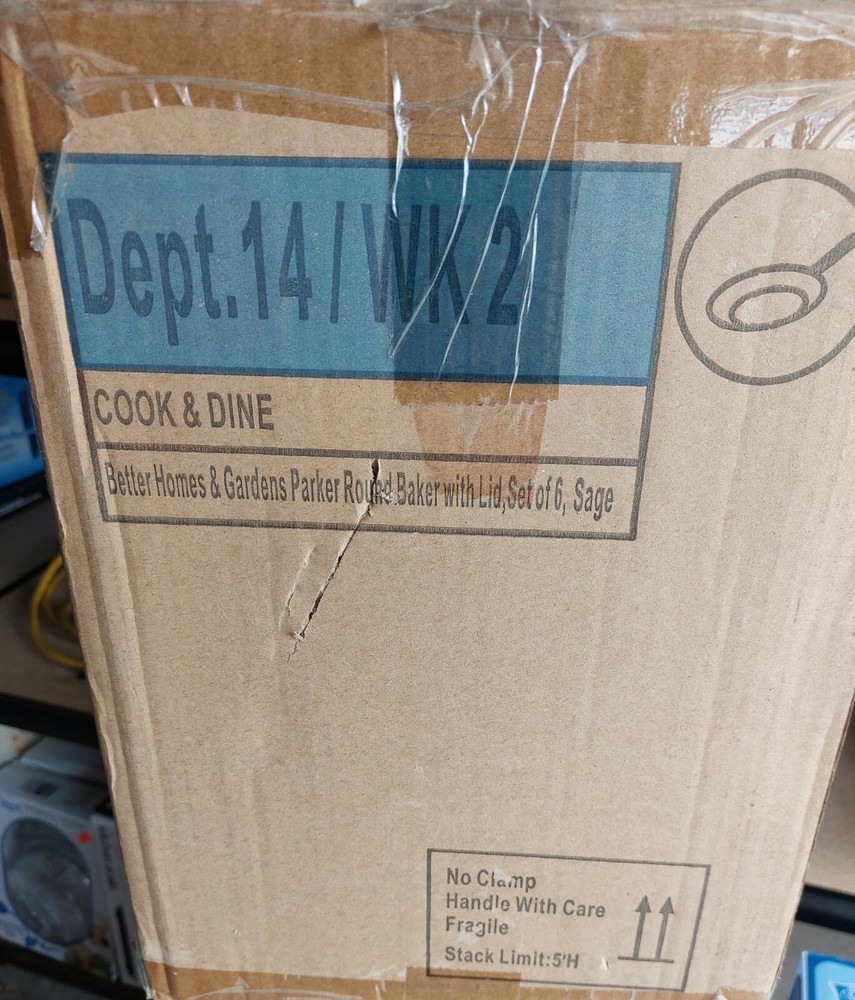 Dept.14/WK 2
COOK & DINE
Better Homes & Gardens Parker Round Baker with Lid,Set of 6, Sage
No Clamp
Handle With Care
Fragile
Stack Limit:5'H